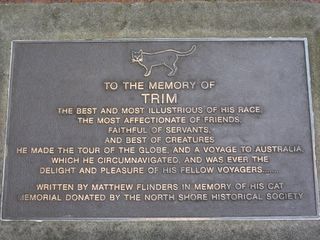 TO THE MEMORY OF
TRIM
THE BEST AND MOST ILLUSTRIOUS OF HIS RACE,
THE MOST AFFECTIONATE OF FRIENDS,
FAITHFUL OF SERVANTS,
AND BEST OF CREATURES
HE MADE THE TOUR OF THE GLOBE, AND A VOYAGE TO AUSTRALIA,
WHICH HE CIRCUMNAVIGATED, AND WAS EVER THE
DELIGHT AND PLEASURE OF HIS FELLOW VOYAGERS.......
WRITTEN BY MATTHEW FLINDERS IN MEMORY OF HIS CAT
MEMORIAL DONATED BY THE NORTH SHORE HISTORICAL SOCIETY